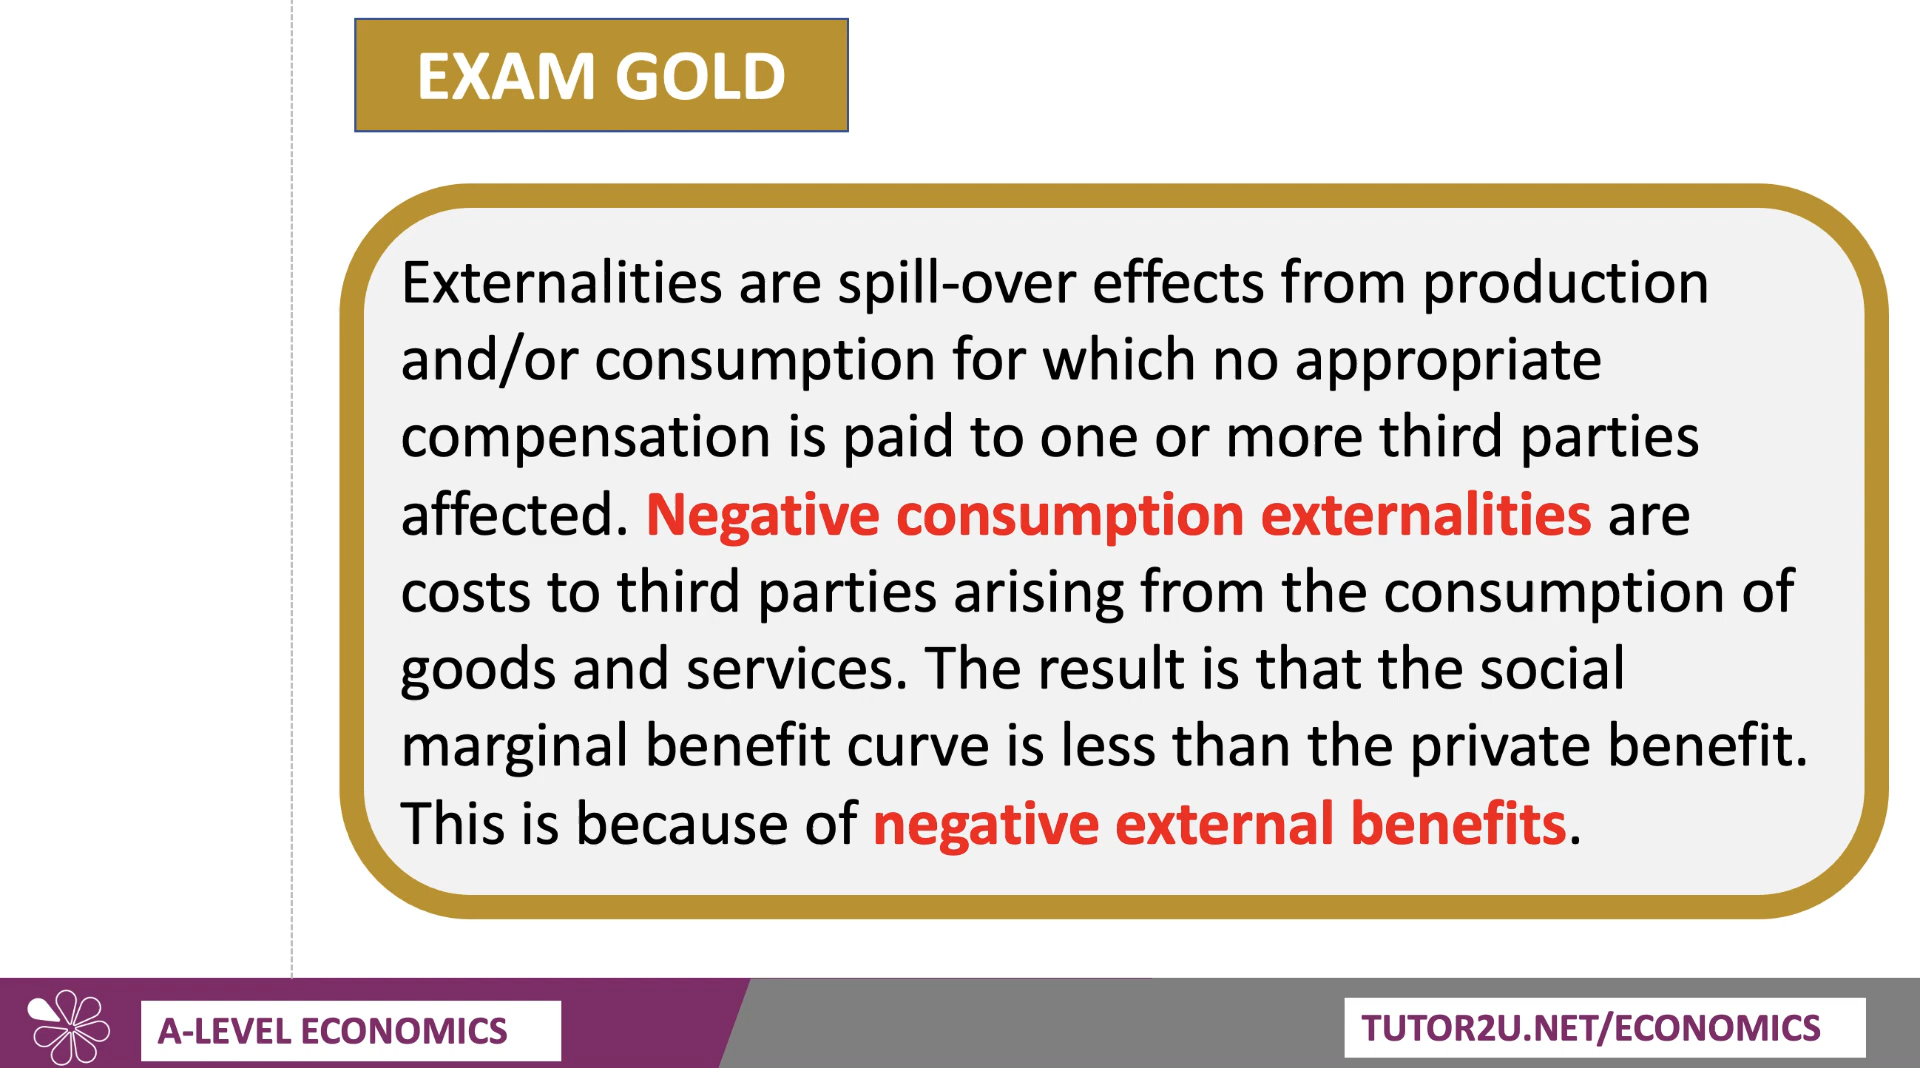 EXAM GOLD
Externalities are spill-over effects from production
and/or consumption for which no appropriate
compensation is paid to one or more third parties
affected. Negative consumption externalities are
costs to third parties arising from the consumption of
goods and services. The result is that the social
marginal benefit curve is less than the private benefit.
This is because of negative external benefits.
A-LEVEL ECONOMICS
TUTOR2U.NET/ECONOMICS